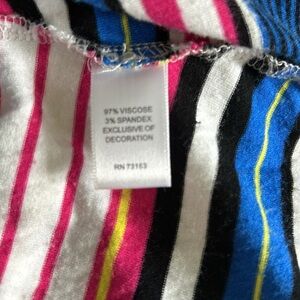 97% VISCOSE
3% SPANDEX
EXCLUSIVE OF
DECORATION
RN 73163